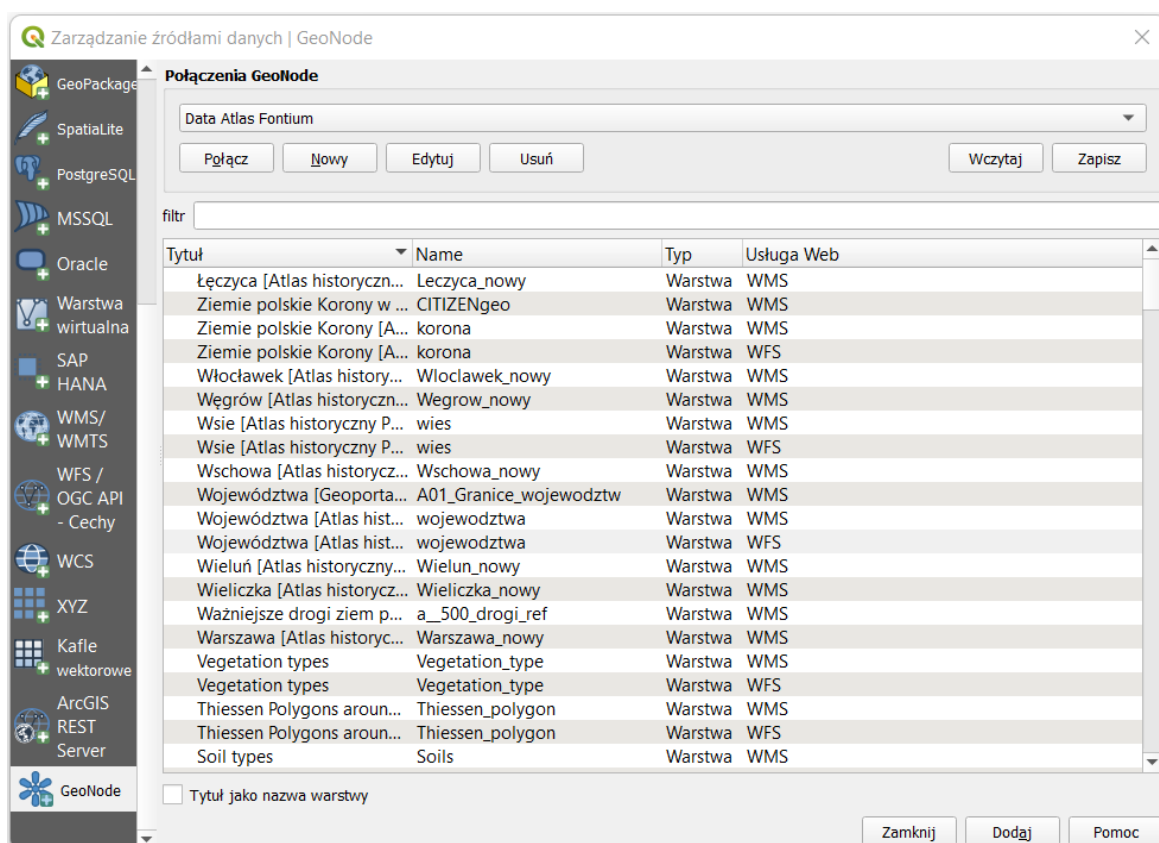 Zarządzanie źródłami danych | GeoNode
GeoPackage
SpatiaLite
PostgreSQL
MSSQL
Oracle
Warstwa
wirtualna
SAP
HANA
WMS/
WMTS
WFS /
OGC API
- Cechy
WCS
XYZ
Kafle
wektorowe
ArcGIS
REST
Server
GeoNode
Połączenia GeoNode
Data Atlas Fontium
Połącz Nowy Edytuj Usuń Wczytaj Zapisz
filtr
Tytuł Name Typ Usługa Web
Łęczyca [Atlas historyczn... Leczyca_nowy Warstwa WMS
Ziemie polskie Korony w ... CITIZENgeo Warstwa WMS
Ziemie polskie Korony [A... korona Warstwa WMS
Ziemie polskie Korony [A... korona Warstwa WFS
Włocławek [Atlas history... Wloclawek_nowy Warstwa WMS
Węgrów [Atlas historyczn... Wegrow_nowy Warstwa WMS
Wsie [Atlas historyczny P... wies Warstwa WMS
Wsie [Atlas historyczny P... wies Warstwa WFS
Wschowa [Atlas historycz... Wschowa_nowy Warstwa WMS
Województwa [Geoporta... A01_Granice_wojewodztw Warstwa WMS
Województwa [Atlas hist... wojewodztwa Warstwa WMS
Województwa [Atlas hist... wojewodztwa Warstwa WFS
Wieluń [Atlas historyczny... Wielun_nowy Warstwa WMS
Wieliczka [Atlas historycz... Wieliczka_nowy Warstwa WMS
Ważniejsze drogi ziem p... a__500_drogi_ref Warstwa WMS
Warszawa [Atlas historyc... Warszawa_nowy Warstwa WMS
Vegetation types Vegetation_type Warstwa WMS
Vegetation types Vegetation_type Warstwa WFS
Thiessen Polygons aroun... Thiessen_polygon Warstwa WMS
Thiessen Polygons aroun... Thiessen_polygon Warstwa WFS
Soil types Soils Warstwa WMS
Tytuł jako nazwa warstwy
Zamknij Dodaj Pomoc